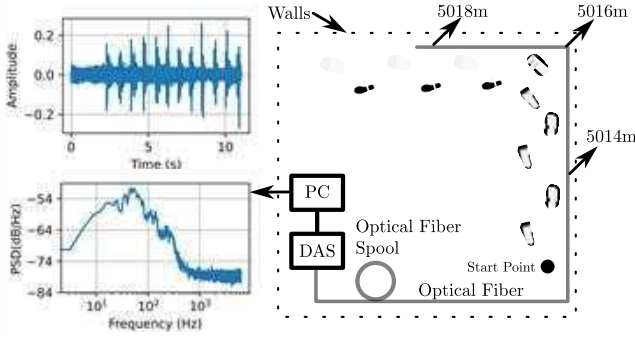 Amplitude
0.2
0.0
−0.2
0
5
10
Time (s)
PSD(dB/Hz)
−54
−64
−74
−84
10¹
10²
10³
Frequency (Hz)
Walls
5018m
5016m
5014m
PC
DAS
Optical Fiber
Spool
Start Point
Optical Fiber